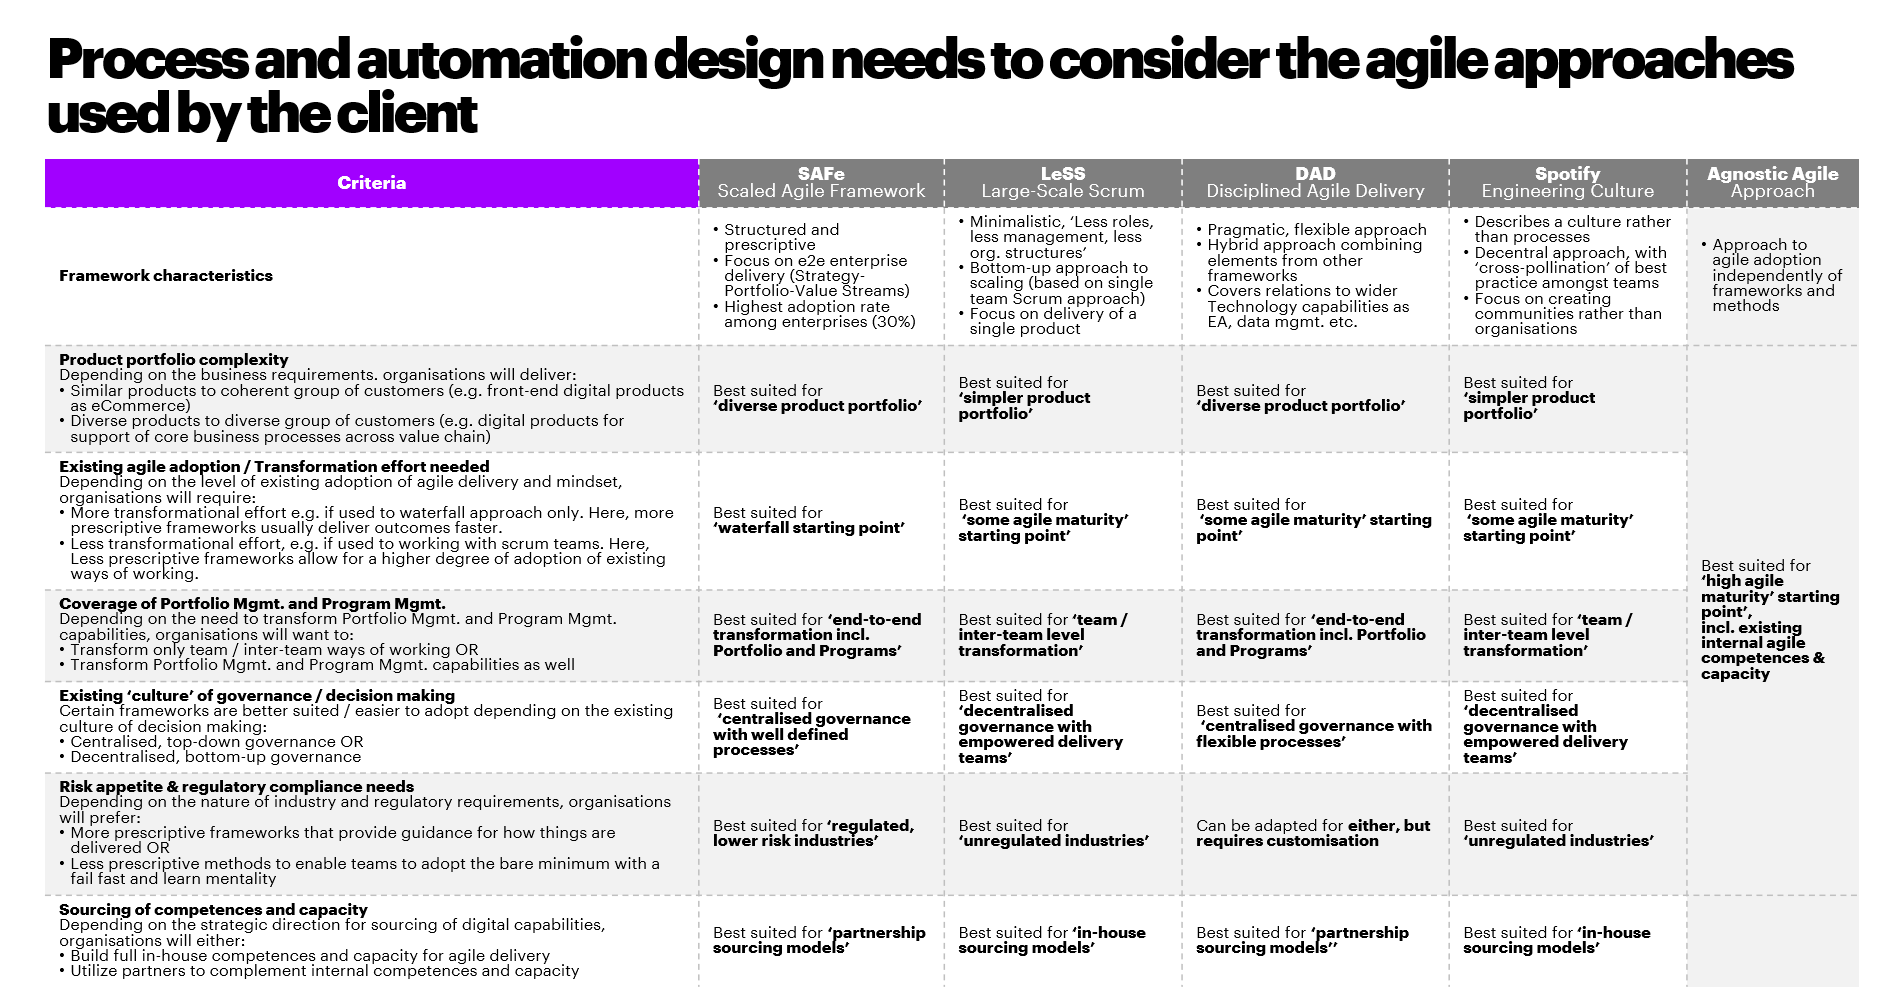 Process and automation design needs to consider the agile approaches
used by the client
Criteria
SAFe
Scaled Agile Framework
LeSS
Large-Scale Scrum
DAD
Disciplined Agile Delivery
Spotify
Engineering Culture
Agnostic Agile
Approach
Framework characteristics
• Structured and
prescriptive
• Focus on e2e enterprise
delivery (Strategy-
Portfolio-Value Streams)
• Highest adoption rate
among enterprises (30%)
• Minimalistic, ‘Less roles,
less management, less
org. structures’
• Bottom-up approach to
scaling (based on single
team Scrum approach)
• Focus on delivery of a
single product
• Pragmatic, flexible approach
• Hybrid approach combining
elements from other
frameworks
• Covers relations to wider
Technology capabilities as
EA, data mgmt. etc.
• Describes a culture rather
than processes
• Decentral approach, with
‘cross-pollination’ of best
practice amongst teams
• Focus on creating
communities rather than
organisations
• Approach to
agile adoption
independently of
frameworks and
methods
Product portfolio complexity
Depending on the business requirements. organisations will deliver:
• Similar products to coherent group of customers (e.g. front-end digital products
as eCommerce)
• Diverse products to diverse group of customers (e.g. digital products for
support of core business processes across value chain)
Best suited for
‘diverse product portfolio’
Best suited for
‘simpler product
portfolio’
Best suited for
‘diverse product portfolio’
Best suited for
‘simpler product
portfolio’
Existing agile adoption / Transformation effort needed
Depending on the level of existing adoption of agile delivery and mindset,
organisations will require:
• More transformational effort e.g. if used to waterfall approach only. Here, more
prescriptive frameworks usually deliver outcomes faster.
• Less transformational effort, e.g. if used to working with scrum teams. Here,
Less prescriptive frameworks allow for a higher degree of adoption of existing
ways of working.
Best suited for
‘waterfall starting point’
Best suited for
‘some agile maturity’
starting point’
Best suited for
‘some agile maturity’ starting
point’
Best suited for
‘some agile maturity’
starting point’
Best suited for
‘high agile
maturity’ starting
point’,
incl. existing
internal agile
competences &
capacity
Coverage of Portfolio Mgmt. and Program Mgmt.
Depending on the need to transform Portfolio Mgmt. and Program Mgmt.
capabilities, organisations will want to:
• Transform only team / inter-team ways of working OR
• Transform Portfolio Mgmt. and Program Mgmt. capabilities as well
Best suited for ‘end-to-end
transformation incl.
Portfolio and Programs’
Best suited for ‘team /
inter-team level
transformation’
Best suited for ‘end-to-end
transformation incl. Portfolio
and Programs’
Best suited for ‘team /
inter-team level
transformation’
Existing ‘culture’ of governance / decision making
Certain frameworks are better suited / easier to adopt depending on the existing
culture of decision making:
• Centralised, top-down governance OR
• Decentralised, bottom-up governance
Best suited for
‘centralised governance
with well defined
processes’
Best suited for
‘decentralised
governance with
empowered delivery
teams’
Best suited for
‘centralised governance with
flexible processes’
Best suited for
‘decentralised
governance with
empowered delivery
teams’
Risk appetite & regulatory compliance needs
Depending on the nature of industry and regulatory requirements, organisations
will prefer:
• More prescriptive frameworks that provide guidance for how things are
delivered OR
• Less prescriptive methods to enable teams to adopt the bare minimum with a
fail fast and learn mentality
Best suited for ‘regulated,
lower risk industries’
Best suited for
‘unregulated industries’
Can be adapted for either, but
requires customisation
Best suited for
‘unregulated industries’
Sourcing of competences and capacity
Depending on the strategic direction for sourcing of digital capabilities,
organisations will either:
• Build full in-house competences and capacity for agile delivery
• Utilize partners to complement internal competences and capacity
Best suited for ‘partnership
sourcing models’
Best suited for ‘in-house
sourcing models’
Best suited for ‘partnership
sourcing models’’
Best suited for ‘in-house
sourcing models’